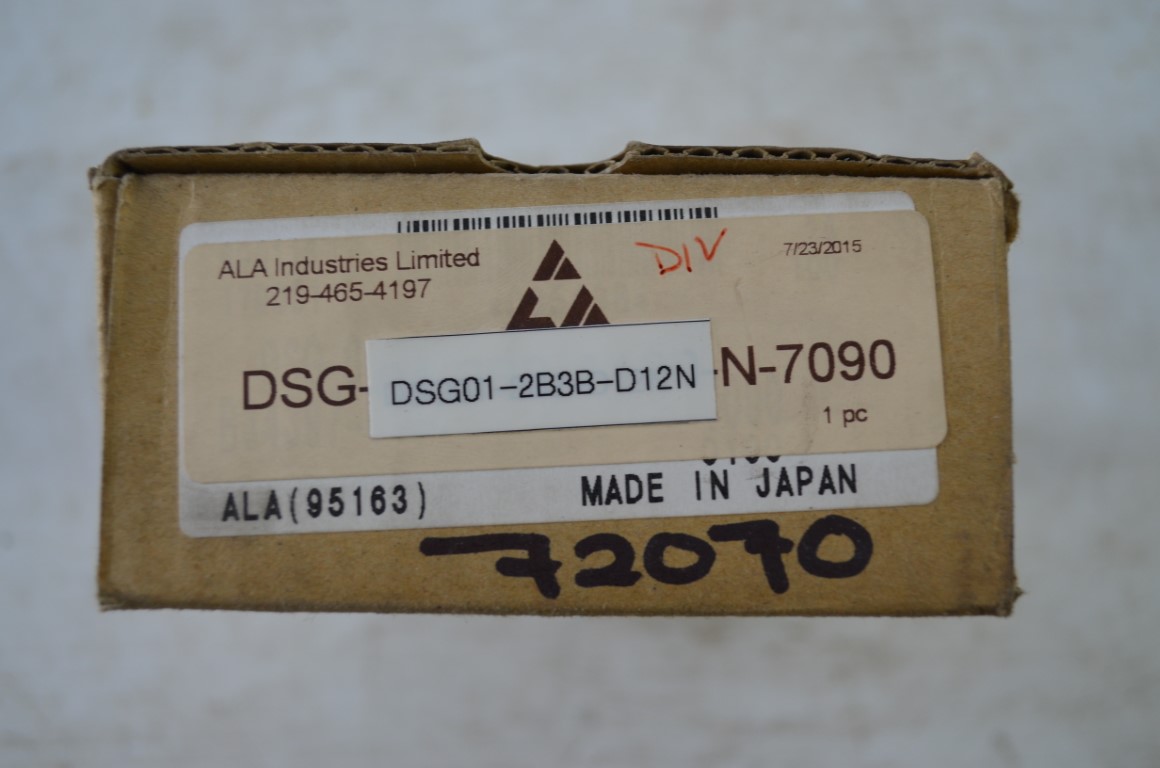 ALA Industries Limited
219-465-4197
DIV
7/23/2015
DSG-
DSG01-2B3B-D12N
-N-7090
1 pc
ALA(95163)
MADE IN JAPAN
72070